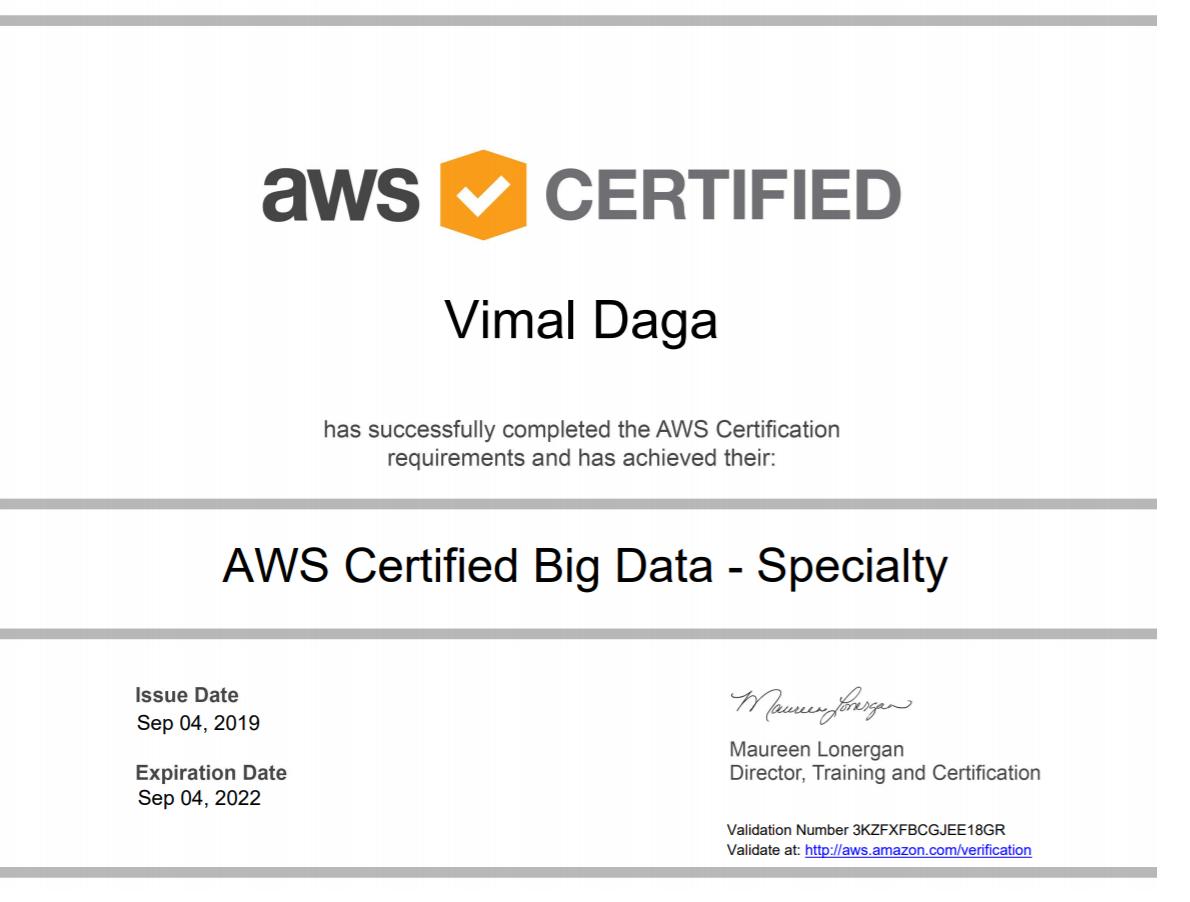 aws CERTIFIED
Vimal Daga
has successfully completed the AWS Certification
requirements and has achieved their:
AWS Certified Big Data - Specialty
Issue Date
Sep 04, 2019
Expiration Date
Sep 04, 2022
Maureen Lonergan
Maureen Lonergan
Director, Training and Certification
Validation Number 3KZFXFBCGJEE18GR
Validate at: http://aws.amazon.com/verification